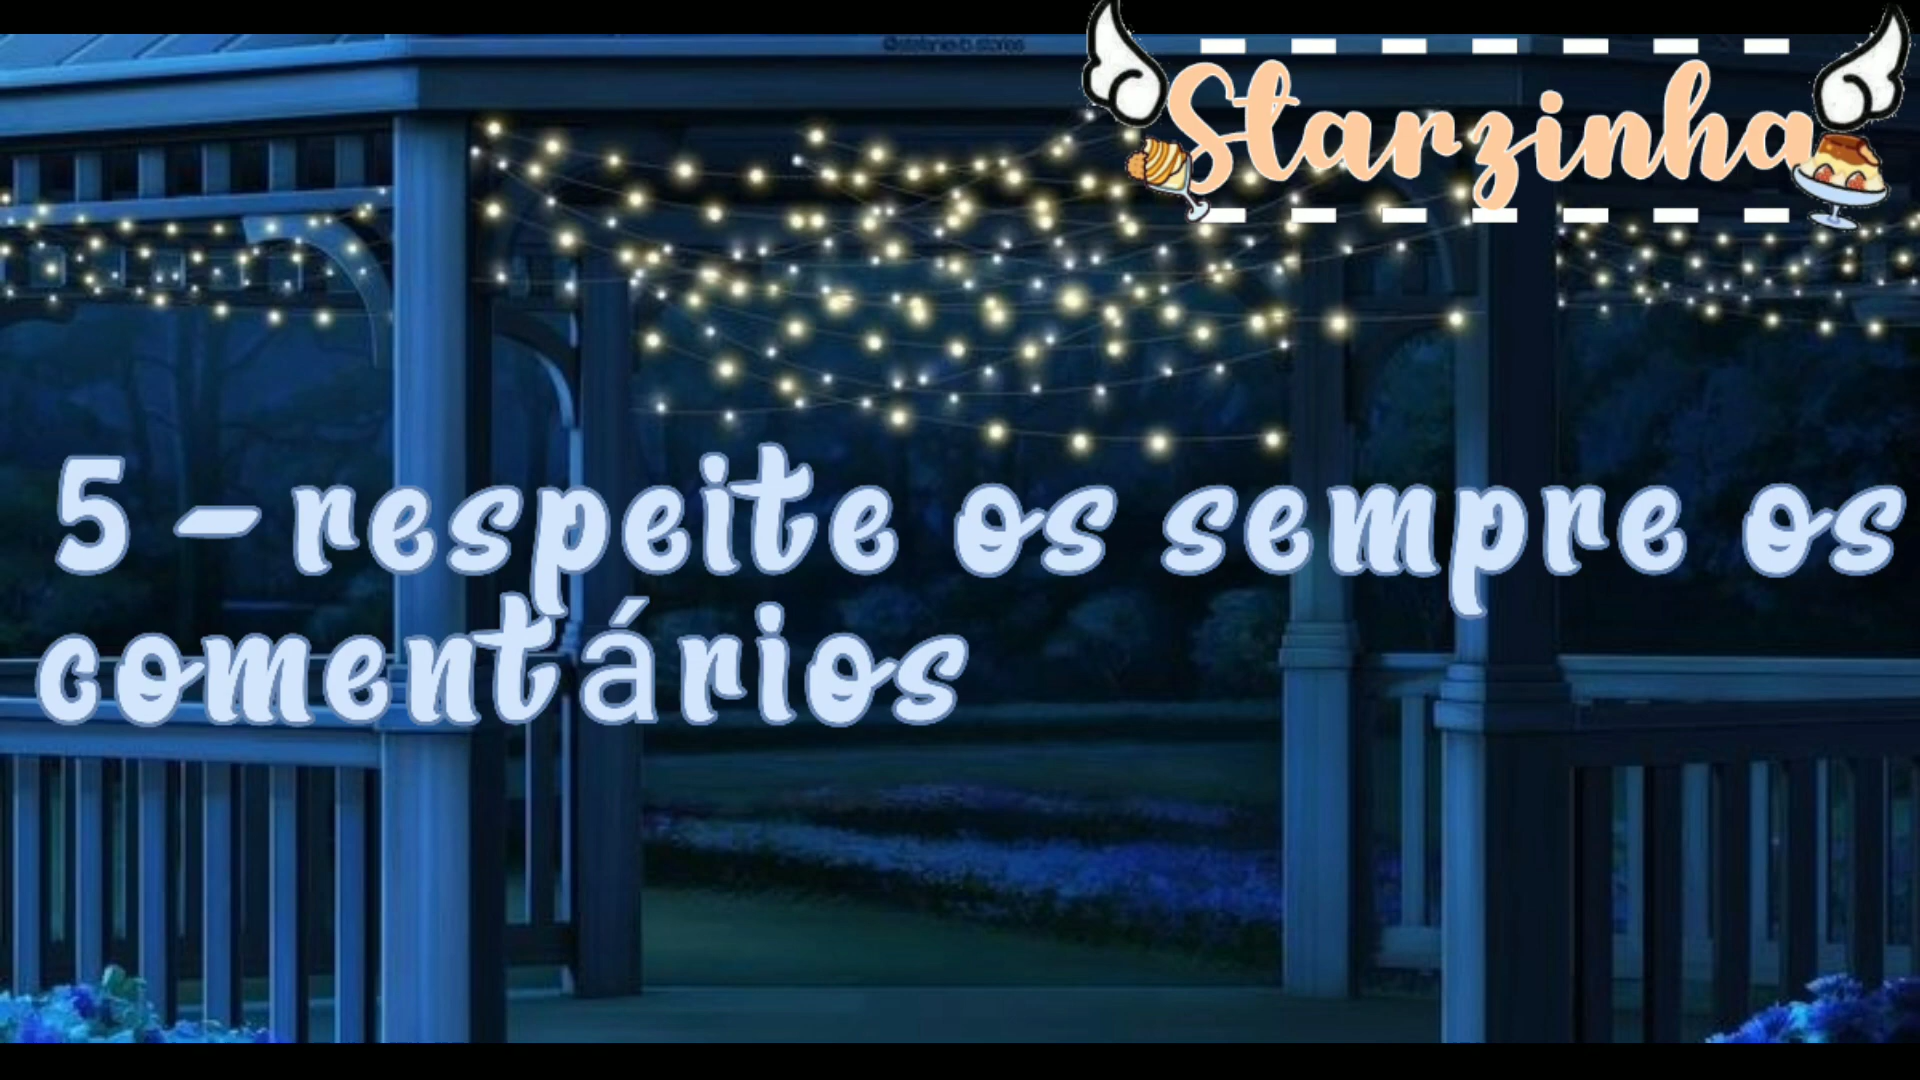 Starzinha
5 - respeite os sempre os
comentários